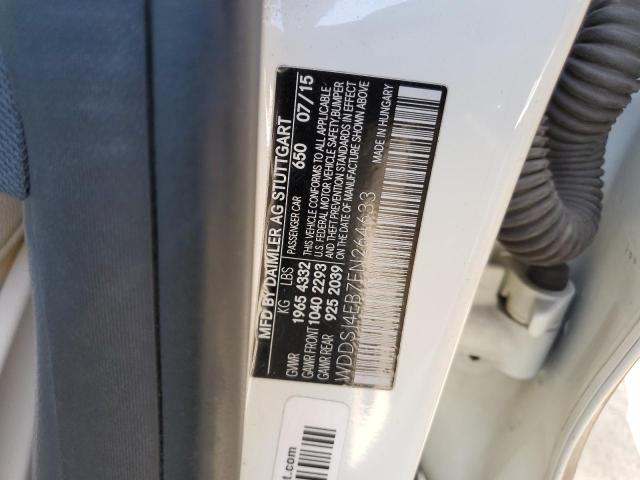 MFD BY DAIMLER AG STUTTGART
KG LBS PASSENGER CAR 650 07/15
GVWR 1965 4332 THIS VEHICLE CONFORMS TO ALL APPLICABLE
GAWR FRONT 1040 2293 U.S. FEDERAL MOTOR VEHICLE SAFETY, BUMPER
GAWR REAR 925 2039 AND THEFT PREVENTION STANDARDS IN EFFECT
ON THE DATE OF MANUFACTURE SHOWN ABOVE
WDDSJ4EB7FN264633
MADE IN HUNGARY
t.com